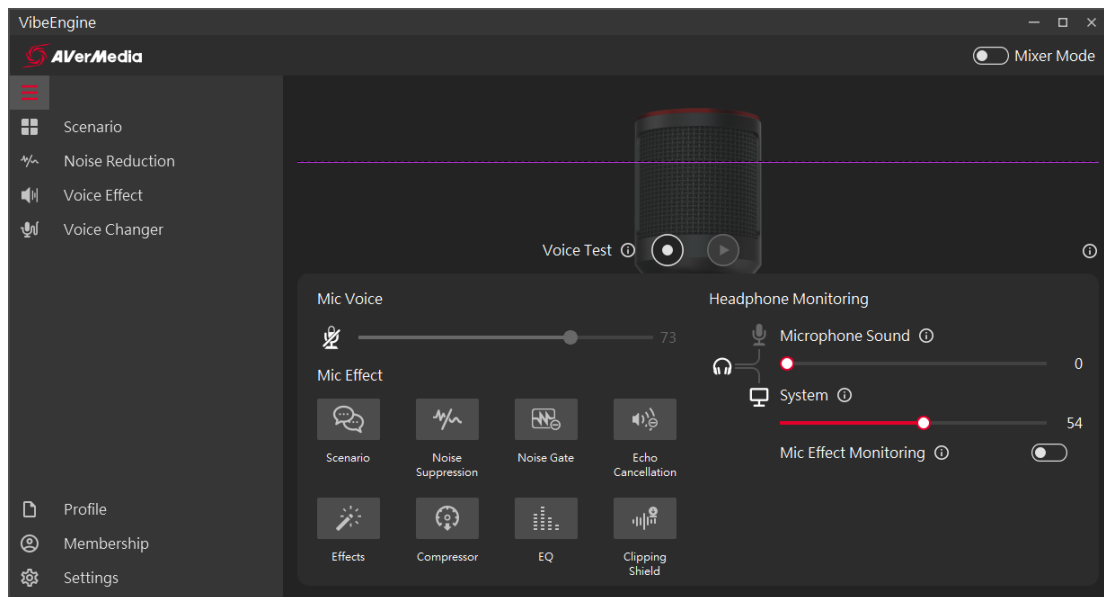 VibeEngine
AVerMedia
Mixer Mode
Scenario
Noise Reduction
Voice Effect
Voice Changer
Profile
Membership
Settings
Voice Test
Mic Voice
73
Mic Effect
Scenario
Noise
Suppression
Noise Gate
Echo
Cancellation
Effects
Compressor
EQ
Clipping
Shield
Headphone Monitoring
Microphone Sound
0
System
54
Mic Effect Monitoring